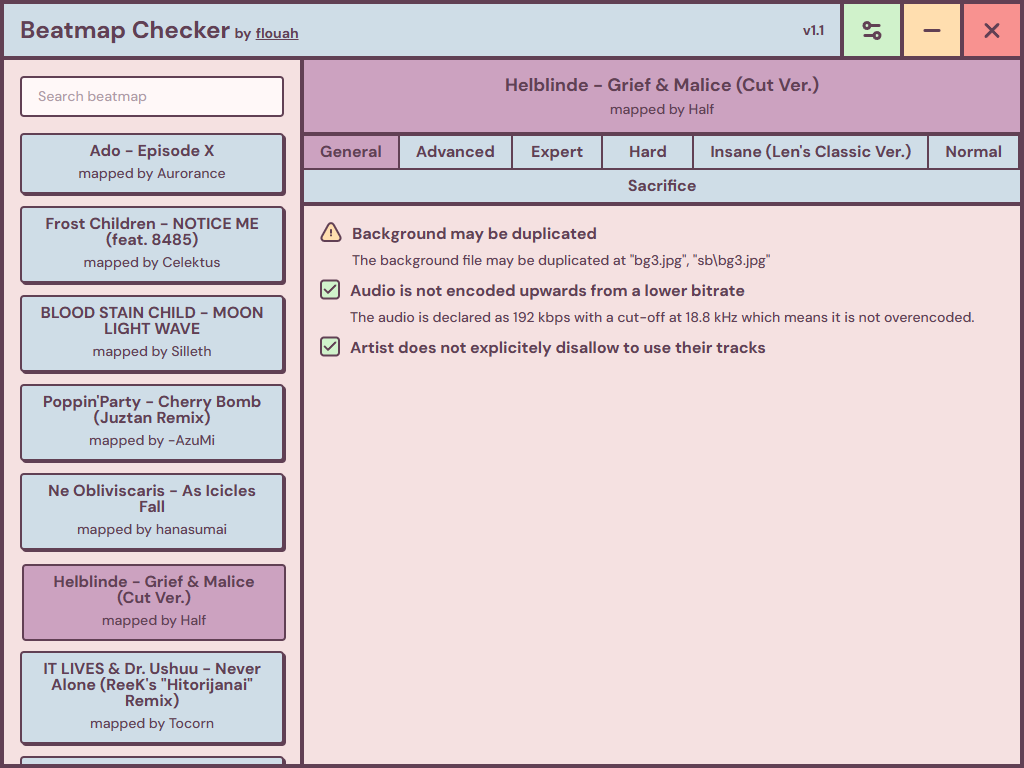 Beatmap Checker by flouah
v1.1
Search beatmap
Ado - Episode X
mapped by Aurorance
Frost Children - NOTICE ME
(feat. 8485)
mapped by Celektus
BLOOD STAIN CHILD - MOON
LIGHT WAVE
mapped by Silleth
Poppin'Party - Cherry Bomb
(Juztan Remix)
mapped by -AzuMi
Ne Obliviscaris - As Icicles
Fall
mapped by hanasumai
Helblinde - Grief & Malice
(Cut Ver.)
mapped by Half
IT LIVES & Dr. Ushuu - Never
Alone (ReeK's "Hitorijanai"
Remix)
mapped by Tocorn
Helblinde - Grief & Malice (Cut Ver.)
mapped by Half
General Advanced Expert Hard Insane (Len's Classic Ver.) Normal
Sacrifice
Background may be duplicated
The background file may be duplicated at "bg3.jpg", "sb\bg3.jpg"
Audio is not encoded upwards from a lower bitrate
The audio is declared as 192 kbps with a cut-off at 18.8 kHz which means it is not overencoded.
Artist does not explicitely disallow to use their tracks